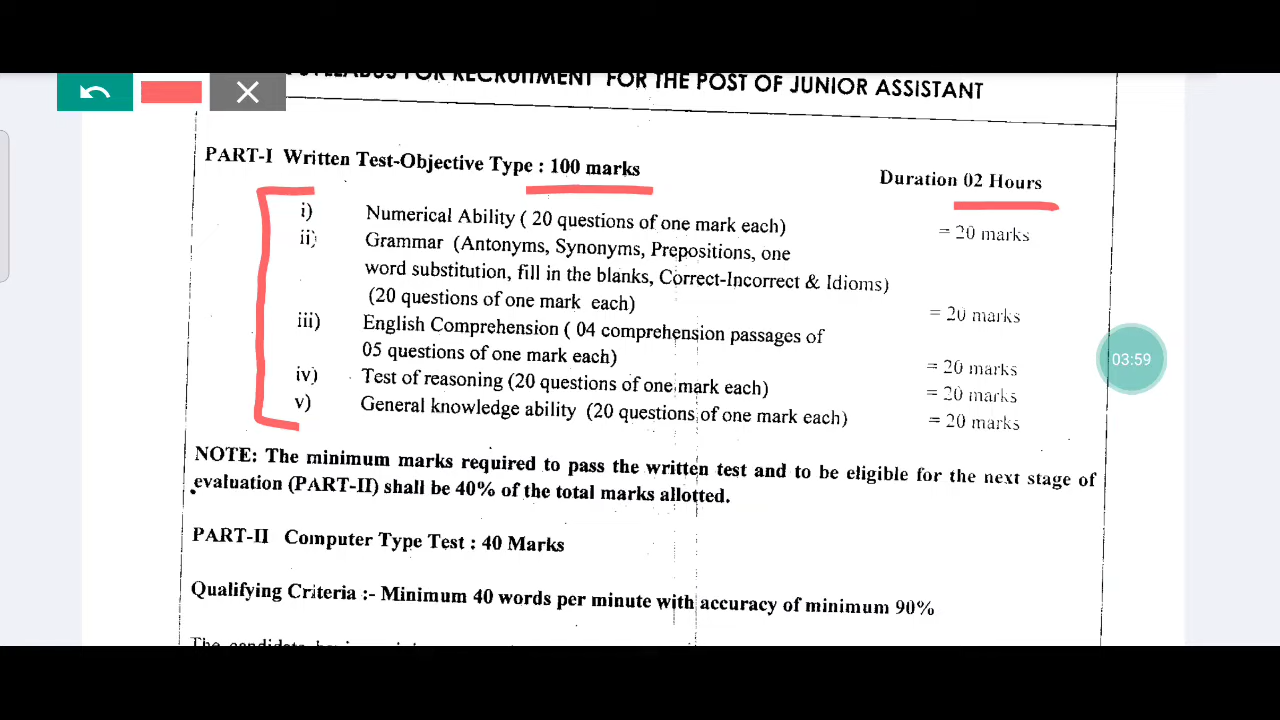 SYLLABUS FOR RECRUITMENT FOR THE POST OF JUNIOR ASSISTANT
PART-I Written Test-Objective Type : 100 marks
Duration 02 Hours
i) Numerical Ability ( 20 questions of one mark each) = 20 marks
ii) Grammar (Antonyms, Synonyms, Prepositions, one
word substitution, fill in the blanks, Correct-Incorrect & Idioms)
(20 questions of one mark each) = 20 marks
iii) English Comprehension ( 04 comprehension passages of
05 questions of one mark each) = 20 marks
iv) Test of reasoning (20 questions of one mark each) = 20 marks
v) General knowledge ability (20 questions of one mark each) = 20 marks
03:59
NOTE: The minimum marks required to pass the written test and to be eligible for the next stage of
evaluation (PART-II) shall be 40% of the total marks allotted.
PART-II Computer Type Test : 40 Marks
Qualifying Criteria :- Minimum 40 words per minute with accuracy of minimum 90%
The candidate